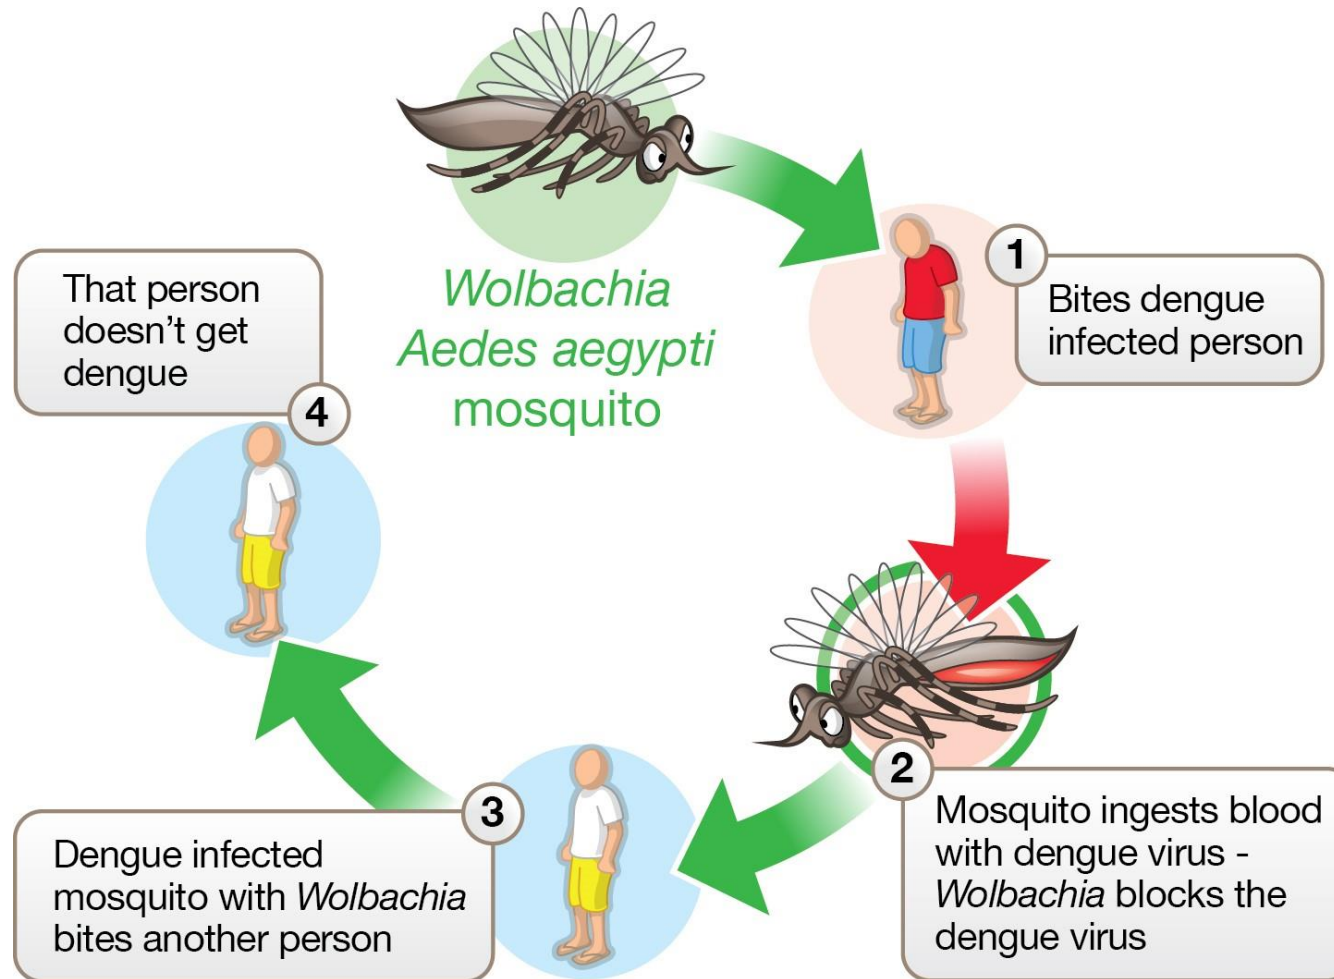 Wolbachia
Aedes aegypti
mosquito
1
Bites dengue
infected person
2
Mosquito ingests blood
with dengue virus -
Wolbachia blocks the
dengue virus
3
Dengue infected
mosquito with Wolbachia
bites another person
4
That person
doesn’t get
dengue